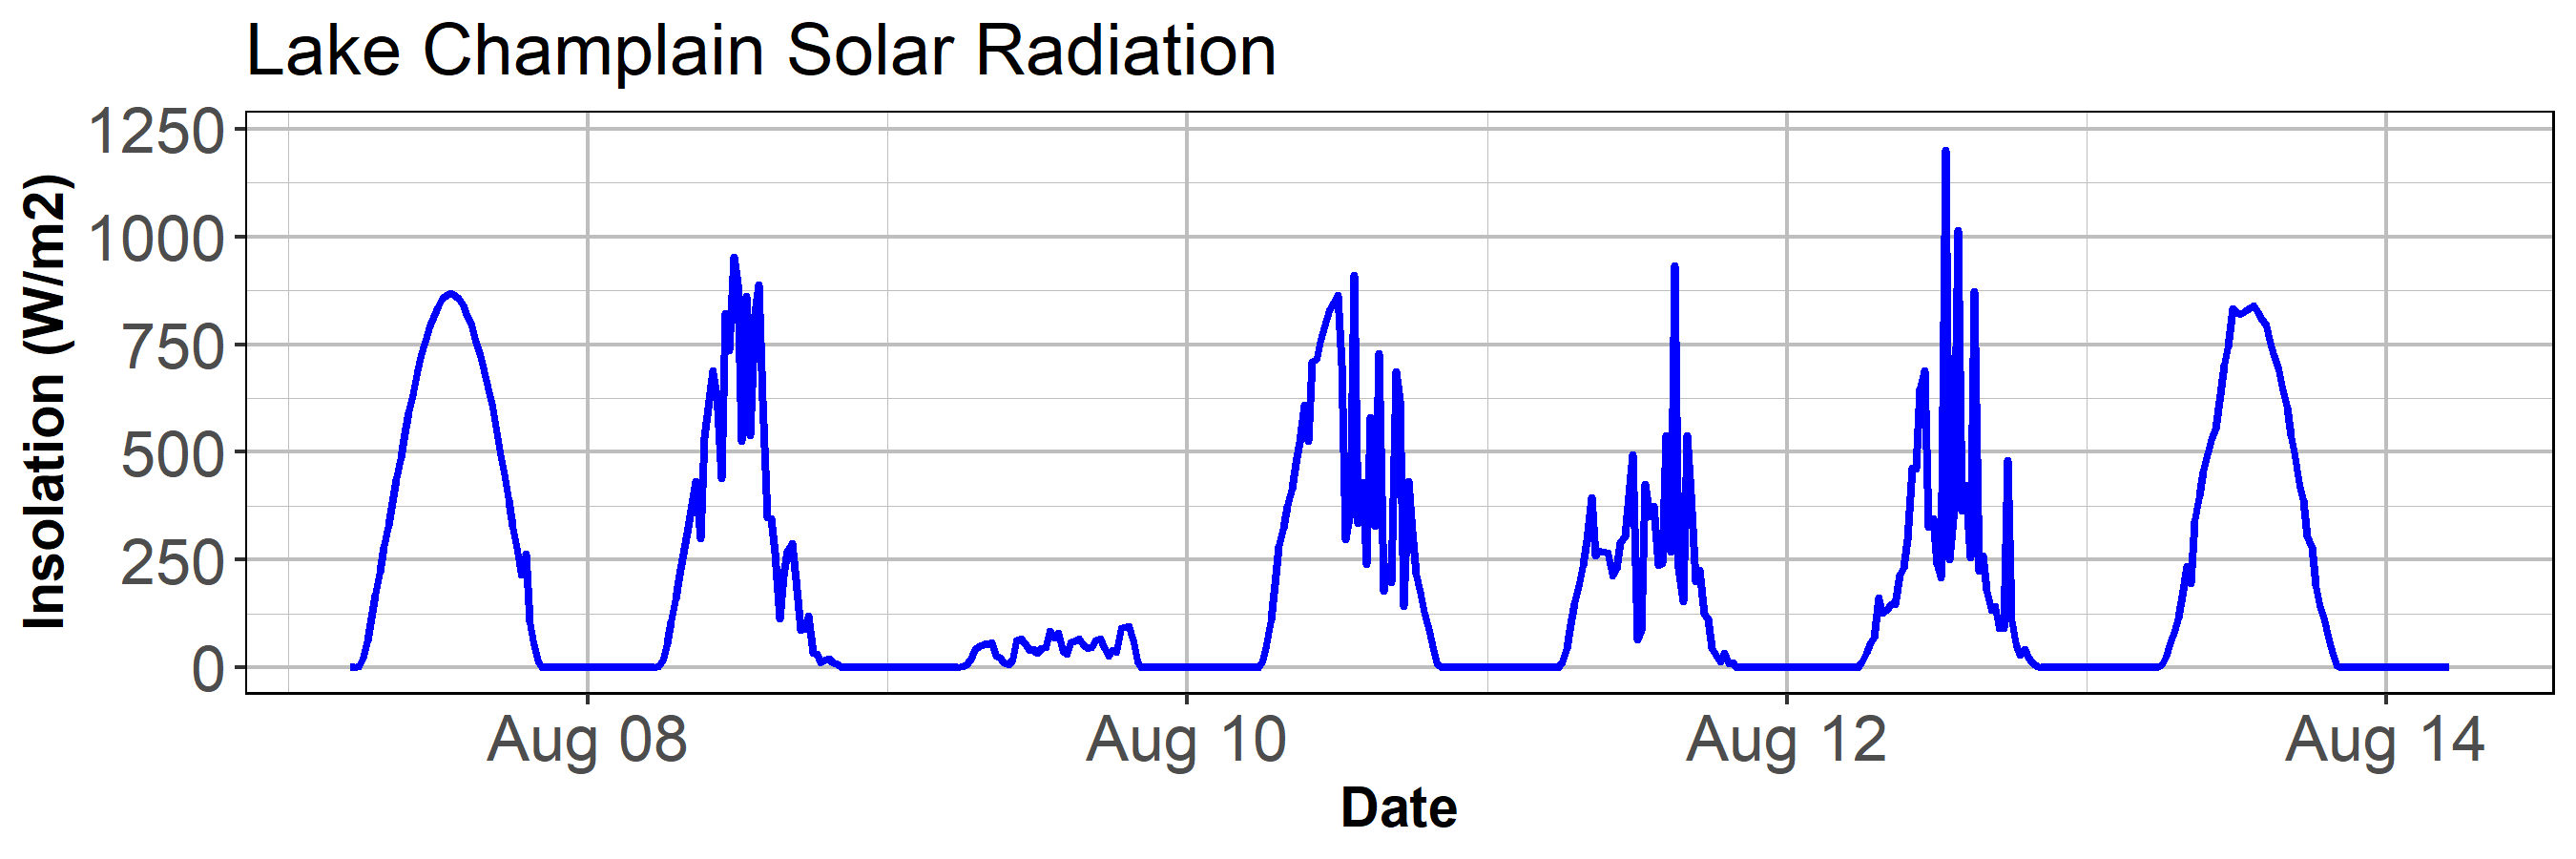 Lake Champlain Solar Radiation
Insolation (W/m2)
1250
1000
750
500
250
0
Aug 08
Aug 10
Aug 12
Aug 14
Date